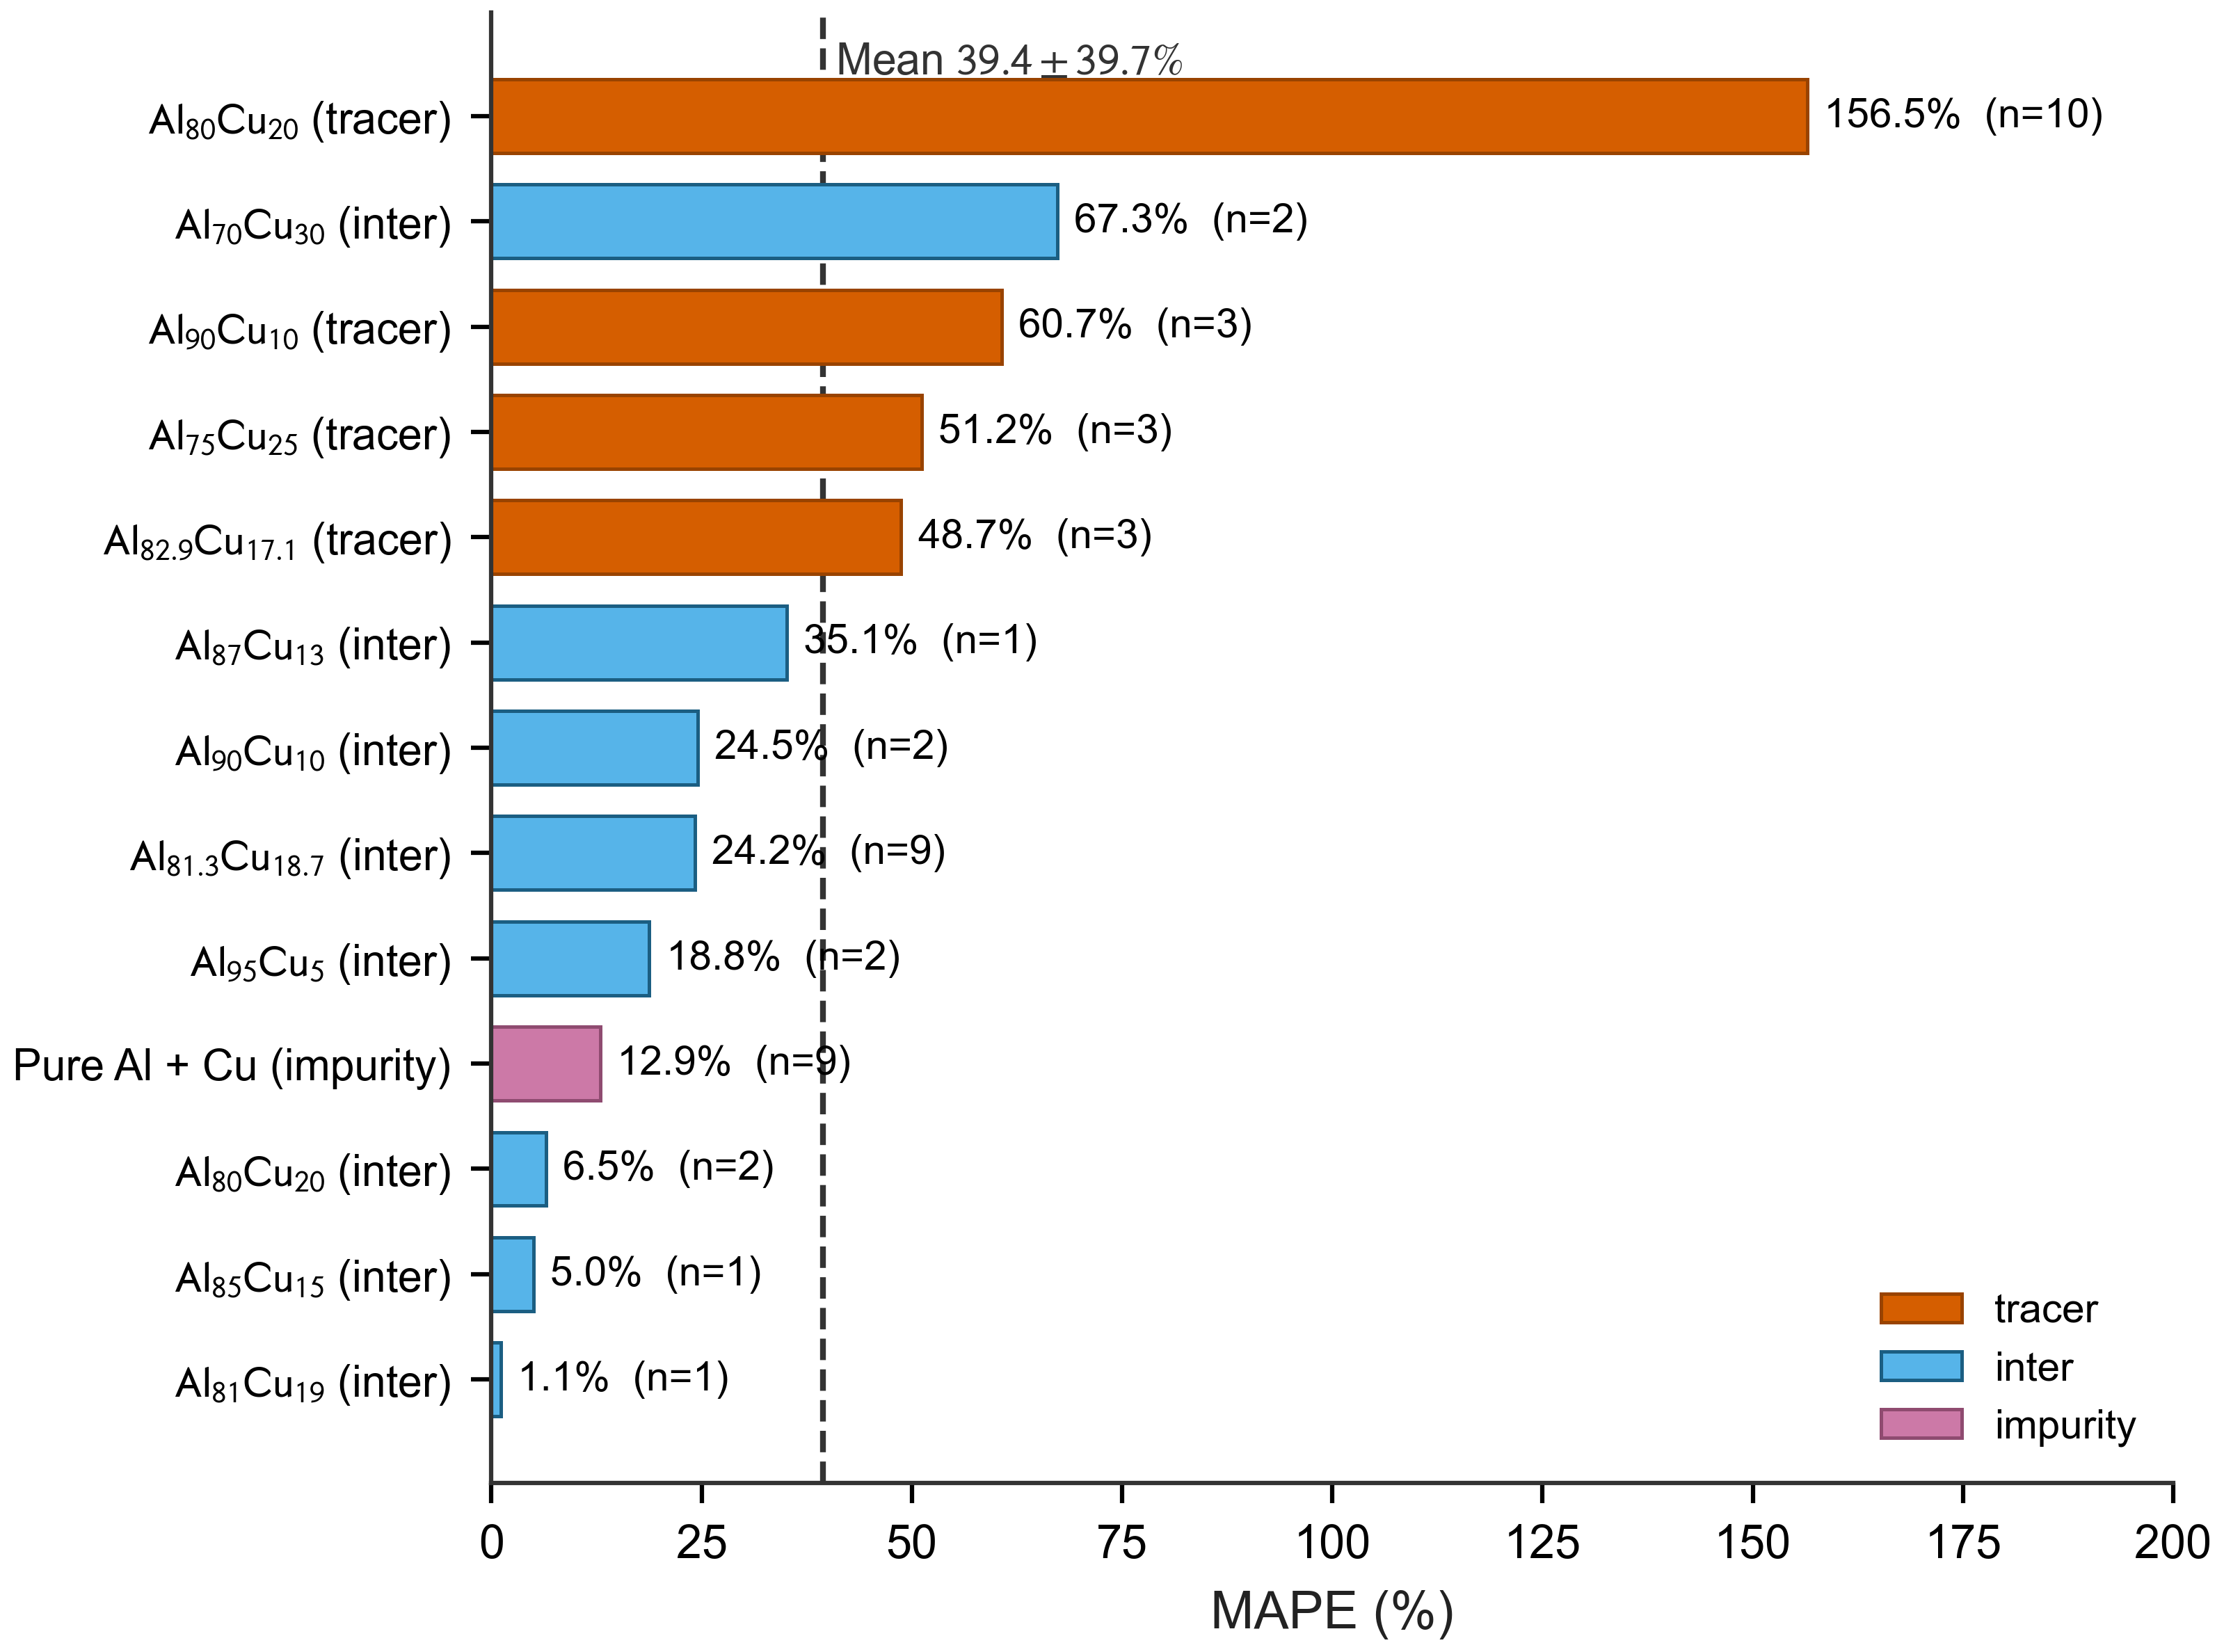 Mean 39.4 ± 39.7%
Al₈₀Cu₂₀ (tracer) 156.5% (n=10)
Al₇₀Cu₃₀ (inter) 67.3% (n=2)
Al₉₀Cu₁₀ (tracer) 60.7% (n=3)
Al₇₅Cu₂₅ (tracer) 51.2% (n=3)
Al₈₂.₉Cu₁₇.₁ (tracer) 48.7% (n=3)
Al₈₇Cu₁₃ (inter) 35.1% (n=1)
Al₉₀Cu₁₀ (inter) 24.5% (n=2)
Al₈₁.₃Cu₁₈.₇ (inter) 24.2% (n=9)
Al₉₅Cu₅ (inter) 18.8% (n=2)
Pure Al + Cu (impurity) 12.9% (n=9)
Al₈₀Cu₂₀ (inter) 6.5% (n=2)
Al₈₅Cu₁₅ (inter) 5.0% (n=1)
Al₈₁Cu₁₉ (inter) 1.1% (n=1)
tracer
inter
impurity
0 25 50 75 100 125 150 175 200
MAPE (%)